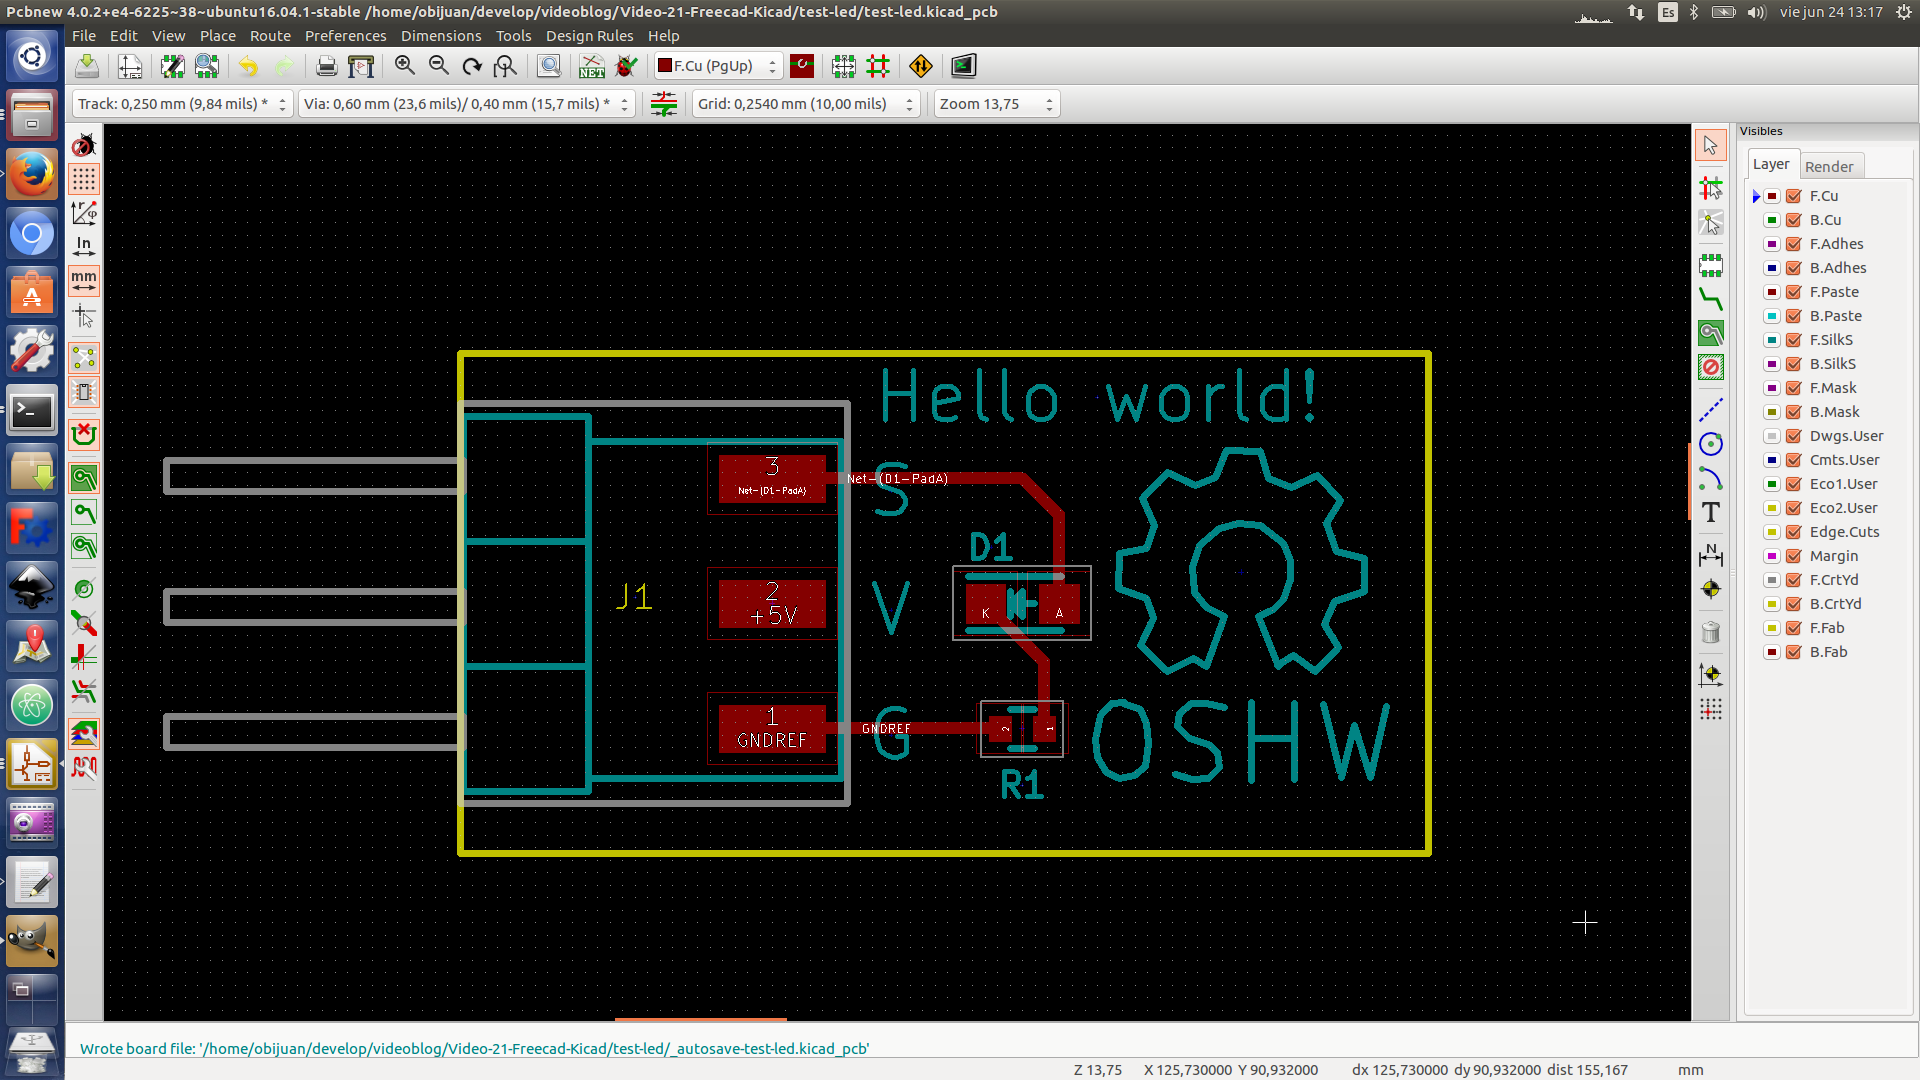 Pcbnew 4.0.2+e4-6225~38~ubuntu16.04.1-stable /home/obijuan/develop/videoblog/Video-21-Freecad-Kicad/test-led/test-led.kicad_pcb
Es
vie jun 24 13:17
File Edit View Place Route Preferences Dimensions Tools Design Rules Help
NET
F.Cu (PgUp)
Track: 0,250 mm (9,84 mils) *
Via: 0,60 mm (23,6 mils)/ 0,40 mm (15,7 mils) *
Grid: 0,2540 mm (10,00 mils)
Zoom 13,75
Visibles
Layer Render
In
mm
T
N
F.Cu
B.Cu
F.Adhes
B.Adhes
F.Paste
B.Paste
F.SilkS
B.SilkS
F.Mask
B.Mask
Dwgs.User
Cmts.User
Eco1.User
Eco2.User
Edge.Cuts
Margin
F.CrtYd
B.CrtYd
F.Fab
B.Fab
Hello world!
3
Net-(D1-PadA)
Net-(D1-PadA)
S
D1
J1
2
+5V
V
K
A
1
GNDREF
GNDREF
G
2
1
R1
OSHW
Wrote board file: '/home/obijuan/develop/videoblog/Video-21-Freecad-Kicad/test-led/_autosave-test-led.kicad_pcb'
Z 13,75 X 125,730000 Y 90,932000 dx 125,730000 dy 90,932000 dist 155,167 mm